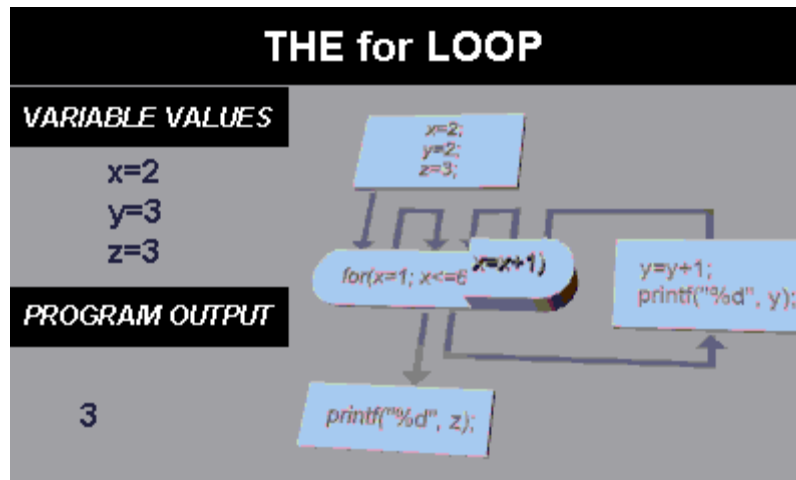 THE for LOOP
VARIABLE VALUES
x=2
y=3
z=3
PROGRAM OUTPUT
3
x=2;
y=2;
z=3;
for(x=1; x<=6
x=x+1)
y=y+1;
printf("%d", y);
printf("%d", z);